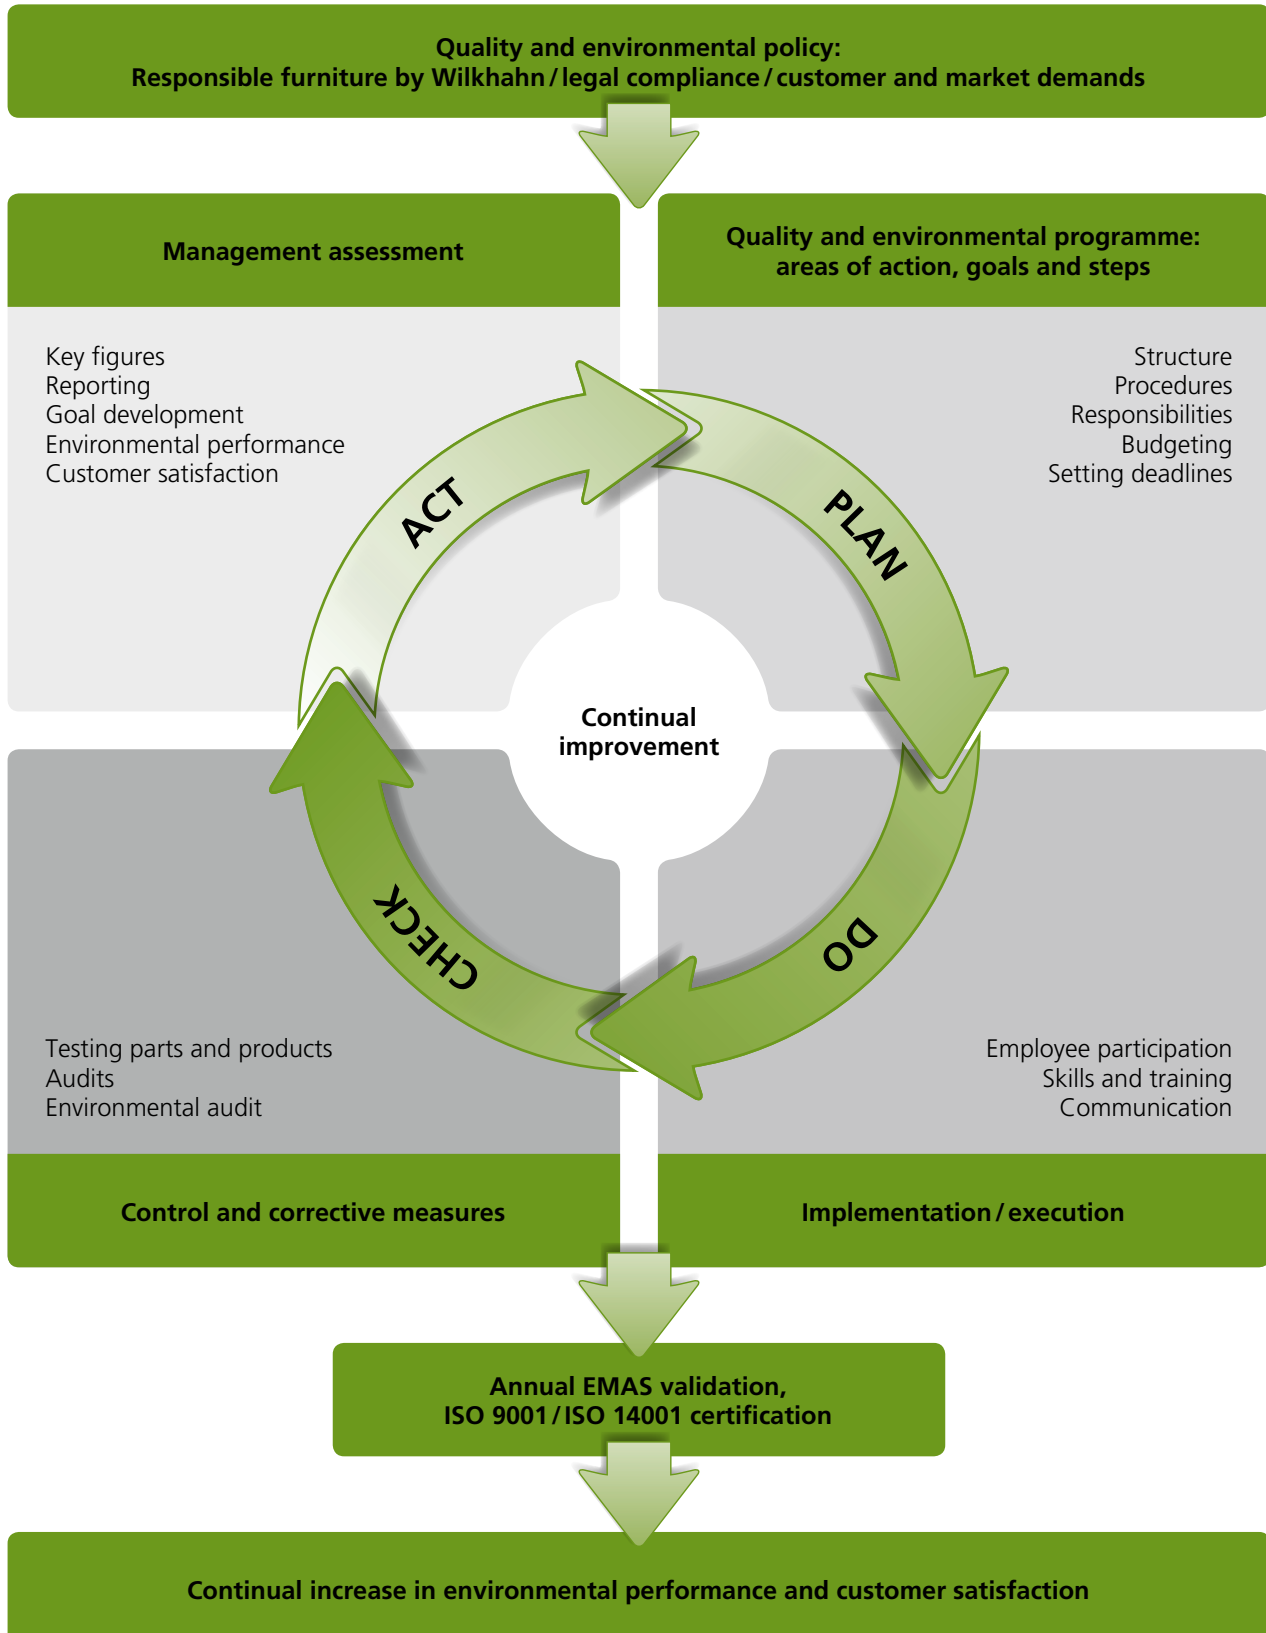 Quality and environmental policy:
Responsible furniture by Wilkhahn / legal compliance / customer and market demands
Management assessment
Key figures
Reporting
Goal development
Environmental performance
Customer satisfaction
Quality and environmental programme:
areas of action, goals and steps
Structure
Procedures
Responsibilities
Budgeting
Setting deadlines
ACT
PLAN
Continual
improvement
CHECK
DO
Testing parts and products
Audits
Environmental audit
Control and corrective measures
Employee participation
Skills and training
Communication
Implementation / execution
Annual EMAS validation,
ISO 9001 / ISO 14001 certification
Continual increase in environmental performance and customer satisfaction